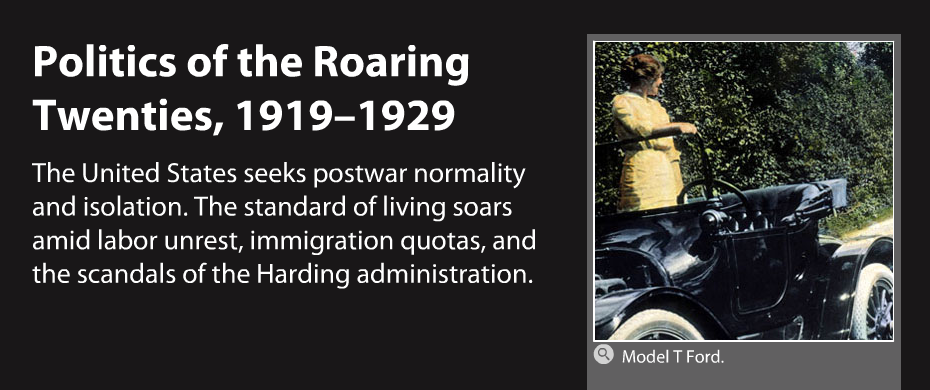 Politics of the Roaring
Twenties, 1919–1929
The United States seeks postwar normality
and isolation. The standard of living soars
amid labor unrest, immigration quotas, and
the scandals of the Harding administration.
Model T Ford.